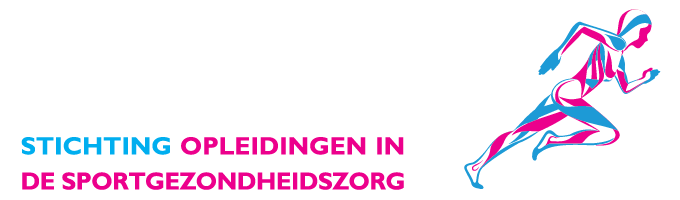 STICHTING OPLEIDINGEN IN
DE SPORTGEZONDHEIDSZORG